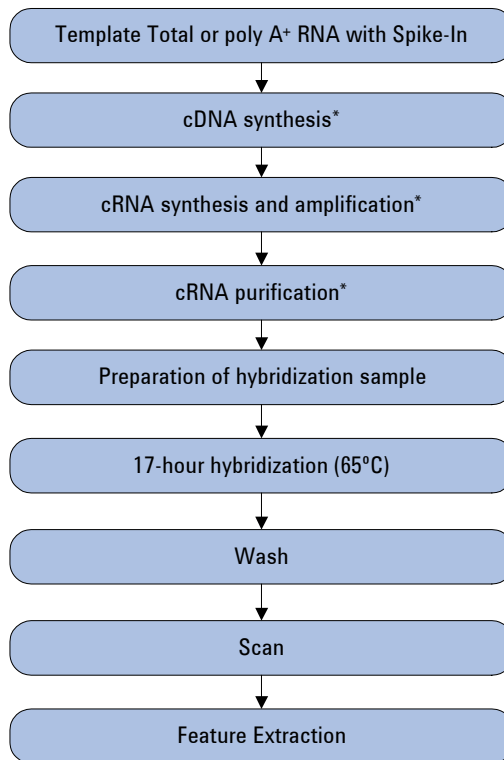 Template Total or poly A+ RNA with Spike-In
cDNA synthesis*
cRNA synthesis and amplification*
cRNA purification*
Preparation of hybridization sample
17-hour hybridization (65ºC)
Wash
Scan
Feature Extraction